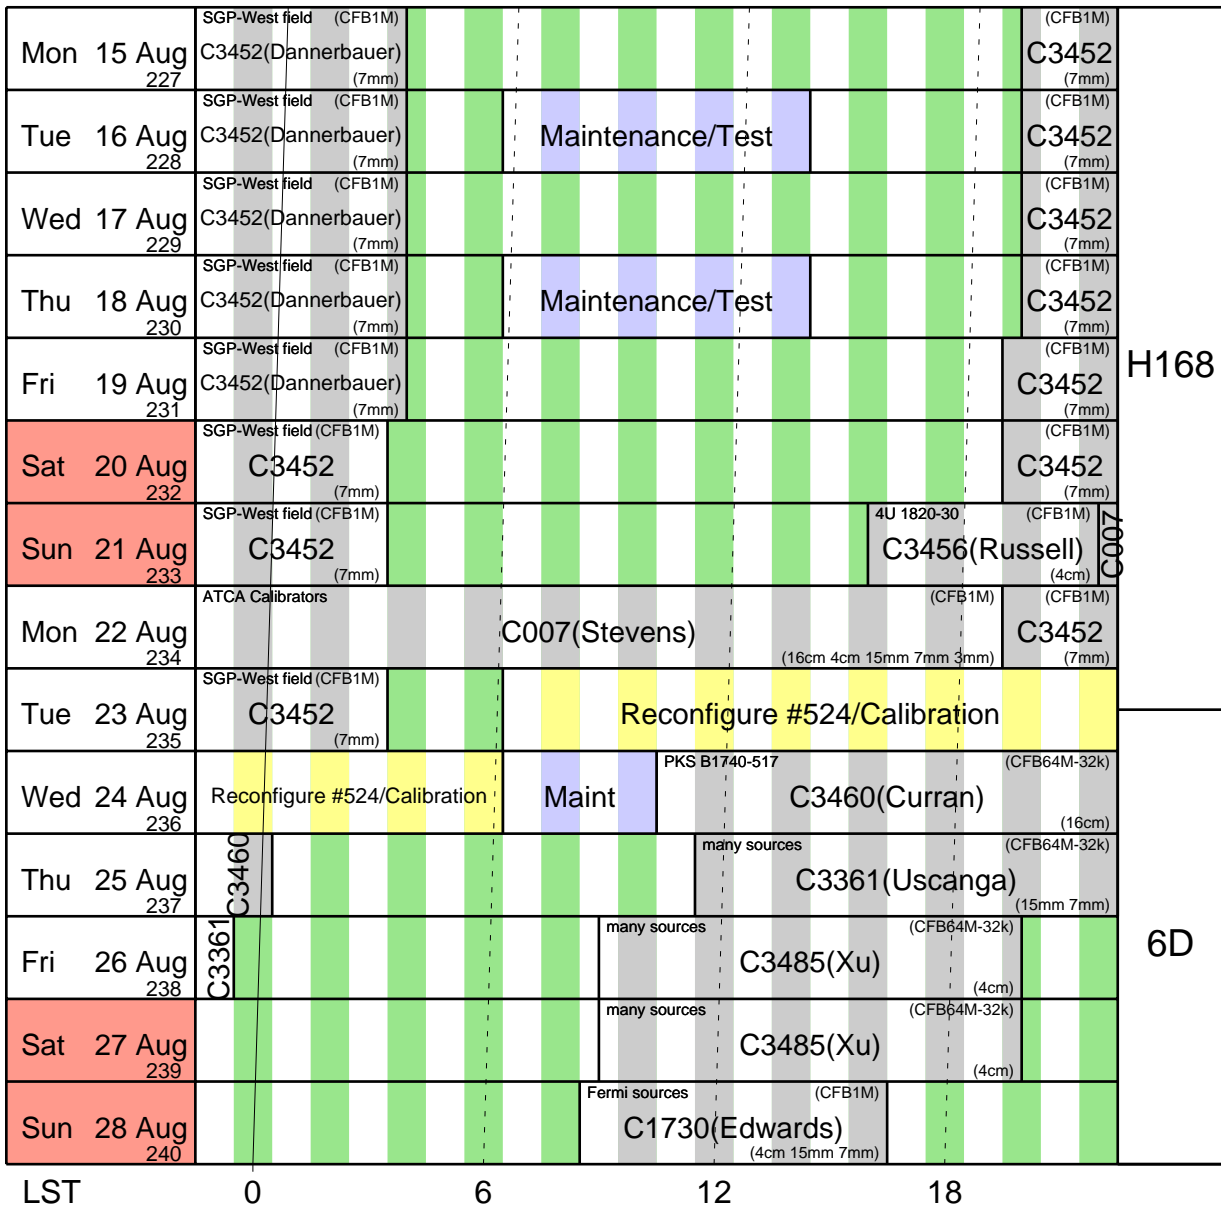 SGP-West field (CFB1M) (CFB1M)
Mon 15 Aug C3452(Dannerbauer) C3452
227 (7mm) (7mm)
SGP-West field (CFB1M) (CFB1M)
Tue 16 Aug C3452(Dannerbauer) Maintenance/Test C3452
228 (7mm) (7mm)
SGP-West field (CFB1M) (CFB1M)
Wed 17 Aug C3452(Dannerbauer) C3452
229 (7mm) (7mm)
SGP-West field (CFB1M) (CFB1M)
Thu 18 Aug C3452(Dannerbauer) Maintenance/Test C3452
230 (7mm) (7mm)
SGP-West field (CFB1M) (CFB1M)
Fri 19 Aug C3452(Dannerbauer) C3452
231 (7mm) (7mm)
H168
SGP-West field (CFB1M) (CFB1M)
Sat 20 Aug C3452 C3452
232 (7mm) (7mm)
SGP-West field (CFB1M) 4U 1820-30 (CFB1M)
Sun 21 Aug C3452 C3456(Russell) C007
233 (7mm) (4cm)
ATCA Calibrators (CFB1M) (CFB1M)
Mon 22 Aug C007(Stevens) C3452
234 (16cm 4cm 15mm 7mm 3mm) (7mm)
SGP-West field (CFB1M)
Tue 23 Aug C3452 Reconfigure #524/Calibration
235 (7mm)
PKS B1740-517 (CFB64M-32k)
Wed 24 Aug Reconfigure #524/Calibration Maint C3460(Curran)
236 (16cm)
many sources (CFB64M-32k)
Thu 25 Aug C3460 C3361(Uscanga)
237 (15mm 7mm)
many sources (CFB64M-32k)
Fri 26 Aug C3361 C3485(Xu)
238 (4cm)
6D
many sources (CFB64M-32k)
Sat 27 Aug C3485(Xu)
239 (4cm)
Fermi sources (CFB1M)
Sun 28 Aug C1730(Edwards)
240 (4cm 15mm 7mm)
LST 0 6 12 18